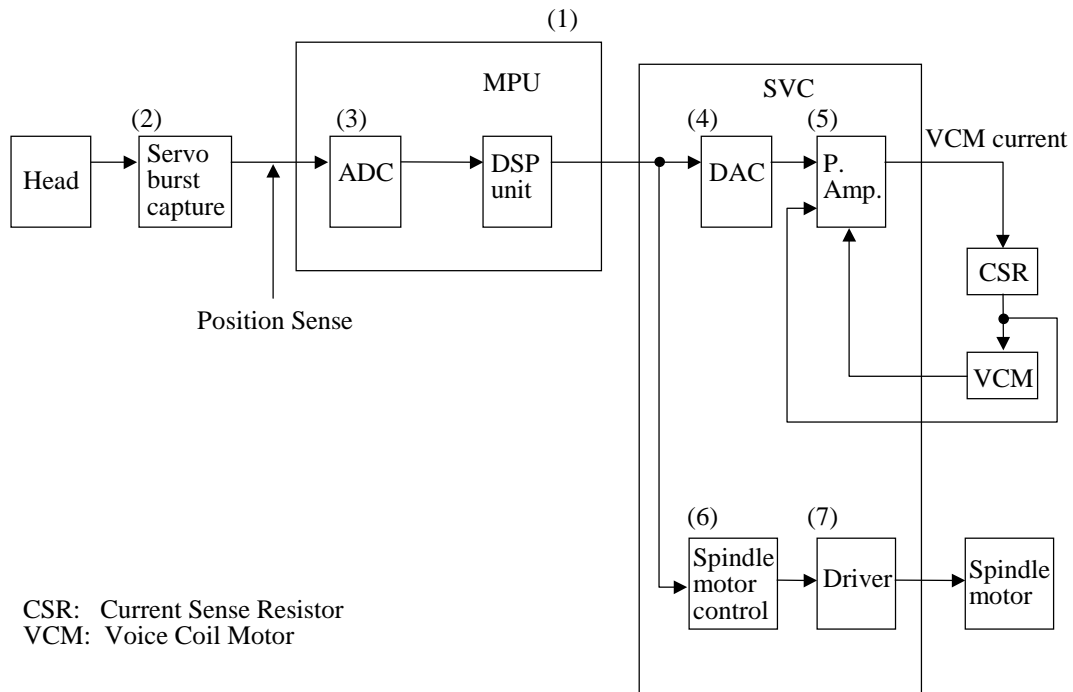 (1)
MPU
SVC
(2)
(3)
(4)
(5)
VCM current
Head
Servo
burst
capture
ADC
DSP
unit
DAC
P.
Amp.
CSR
Position Sense
VCM
(6)
(7)
Spindle
motor
control
Driver
Spindle
motor
CSR: Current Sense Resistor
VCM: Voice Coil Motor